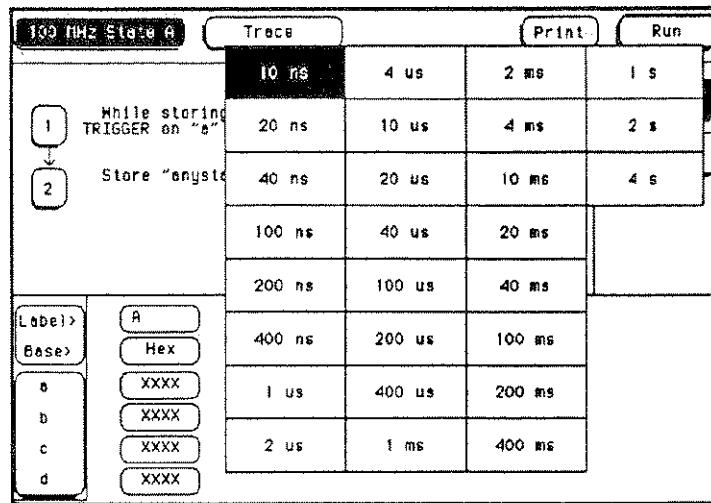 100 MHz State A Trace Print Run
10 ns 4 us 2 ms 1 s
20 ns 10 us 4 ms 2 s
40 ns 20 us 10 ms 4 s
100 ns 40 us 20 ms
200 ns 100 us 40 ms
400 ns 200 us 100 ms
1 us 400 us 200 ms
2 us 1 ms 400 ms
1 While storing
TRIGGER on "a"
2 Store "anyst
Label> A
Base> Hex
a XXXX
b XXXX
c XXXX
d XXXX